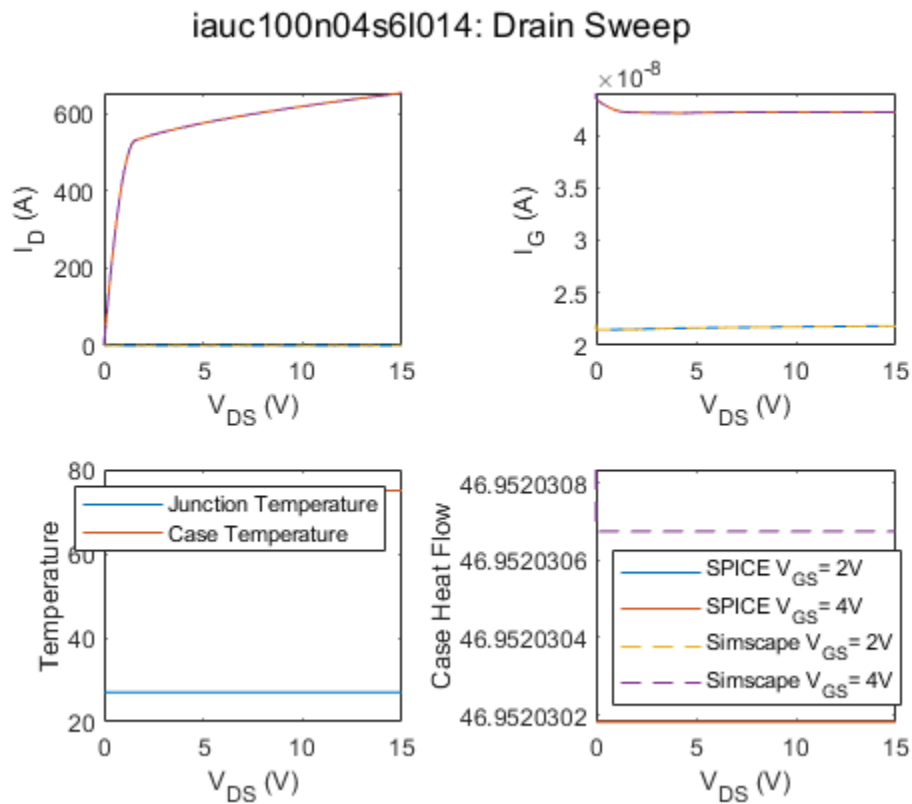 iauc100n04s6l014: Drain Sweep
I_D (A)
600
400
200
0
0 5 10 15
V_DS (V)
×10^-8
I_G (A)
4
3.5
3
2.5
2
0 5 10 15
V_DS (V)
Temperature
80
60
40
20
Junction Temperature
Case Temperature
0 5 10 15
V_DS (V)
Case Heat Flow
46.9520308
46.9520306
46.9520304
46.9520302
SPICE V_GS= 2V
SPICE V_GS= 4V
Simscape V_GS= 2V
Simscape V_GS= 4V
0 5 10 15
V_DS (V)